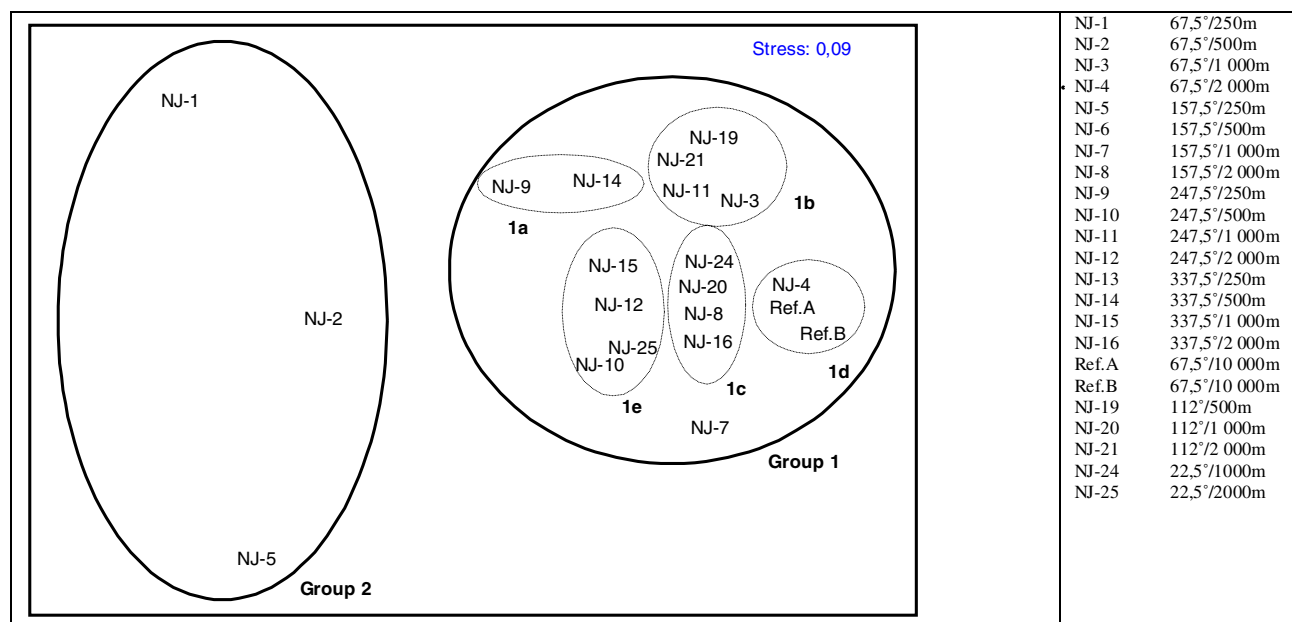 Stress: 0,09
NJ-1
NJ-19
NJ-21
NJ-9
NJ-14
NJ-11
NJ-3
1b
1a
NJ-15
NJ-24
NJ-4
NJ-20
NJ-12
NJ-8
Ref.A
NJ-2
Ref.B
NJ-25
NJ-16
NJ-10
1d
1e
1c
NJ-7
Group 1
NJ-5
Group 2
NJ-1 67,5°/250m
NJ-2 67,5°/500m
NJ-3 67,5°/1 000m
NJ-4 67,5°/2 000m
NJ-5 157,5°/250m
NJ-6 157,5°/500m
NJ-7 157,5°/1 000m
NJ-8 157,5°/2 000m
NJ-9 247,5°/250m
NJ-10 247,5°/500m
NJ-11 247,5°/1 000m
NJ-12 247,5°/2 000m
NJ-13 337,5°/250m
NJ-14 337,5°/500m
NJ-15 337,5°/1 000m
NJ-16 337,5°/2 000m
Ref.A 67,5°/10 000m
Ref.B 67,5°/10 000m
NJ-19 112°/500m
NJ-20 112°/1 000m
NJ-21 112°/2 000m
NJ-24 22,5°/1000m
NJ-25 22,5°/2000m